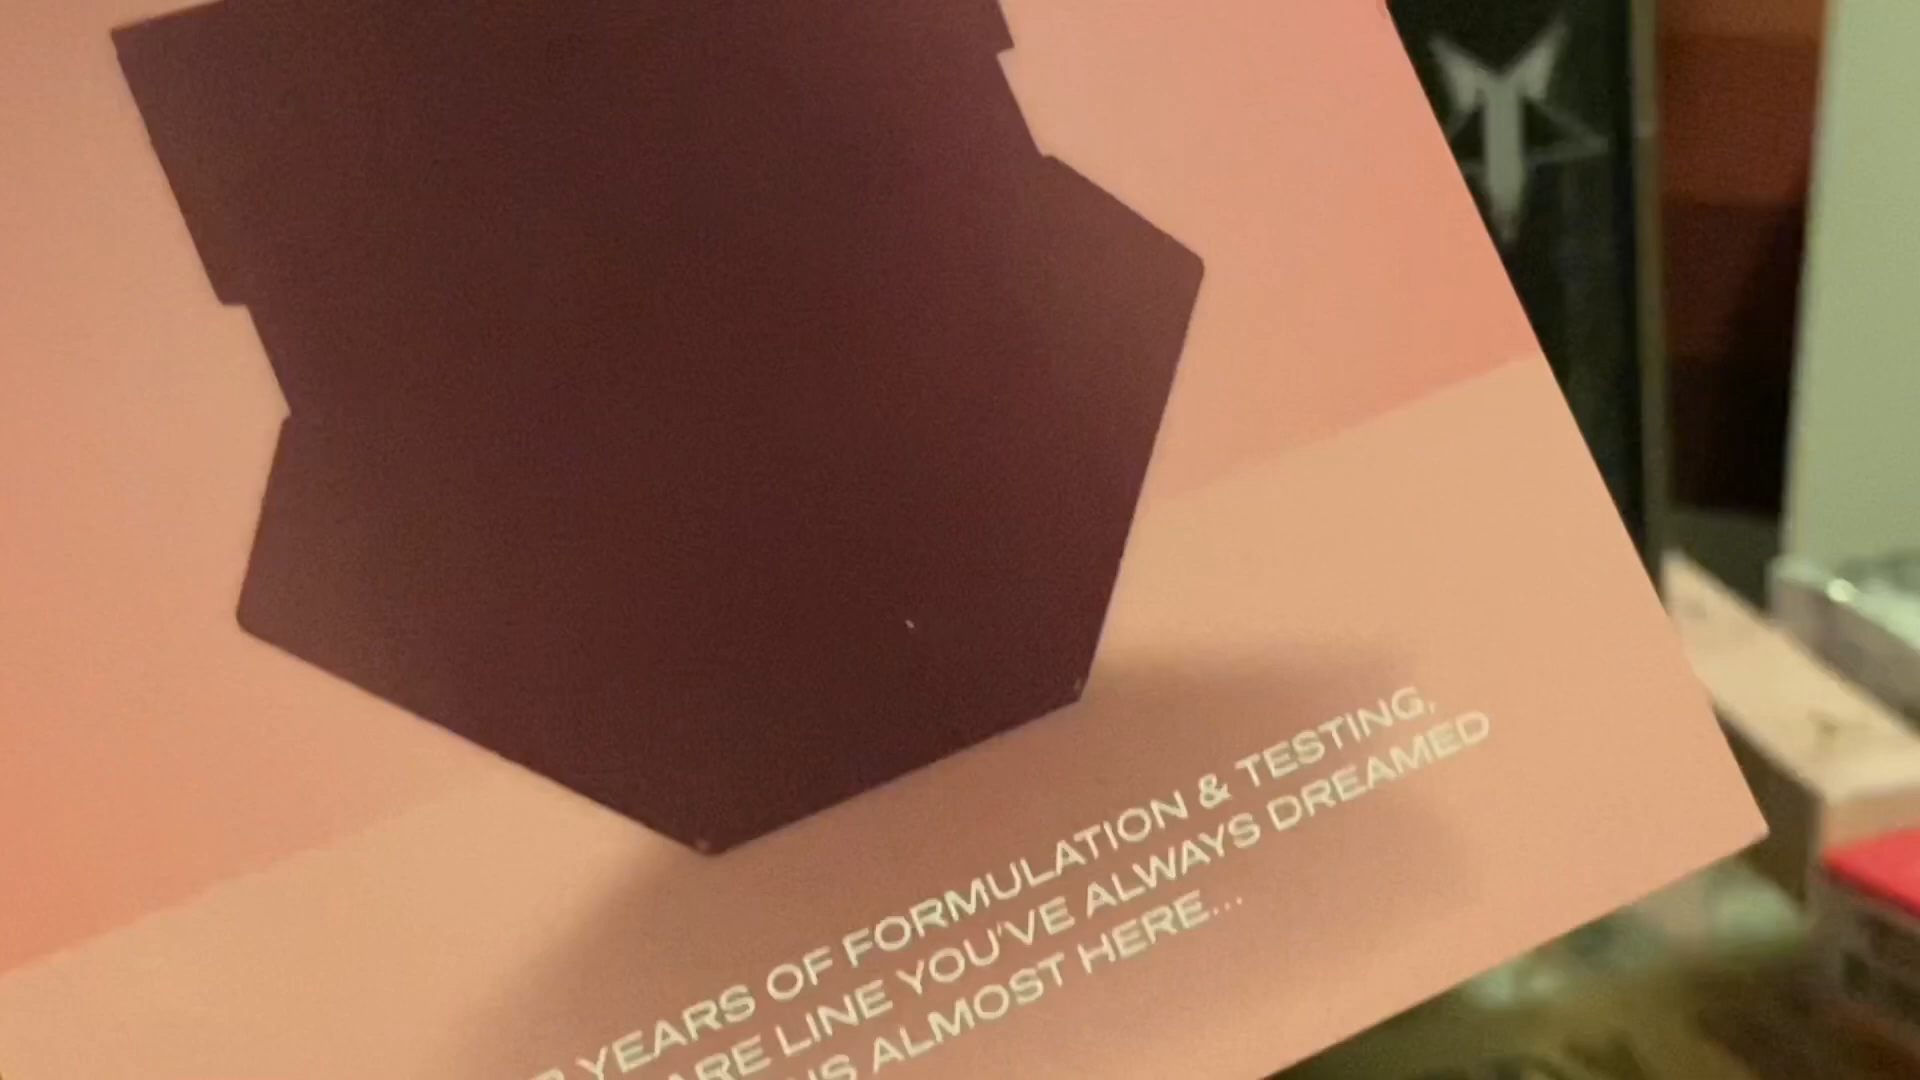 YEARS OF FORMULATION & TESTING,
LINE YOU'VE ALWAYS DREAMED
ALMOST HERE...